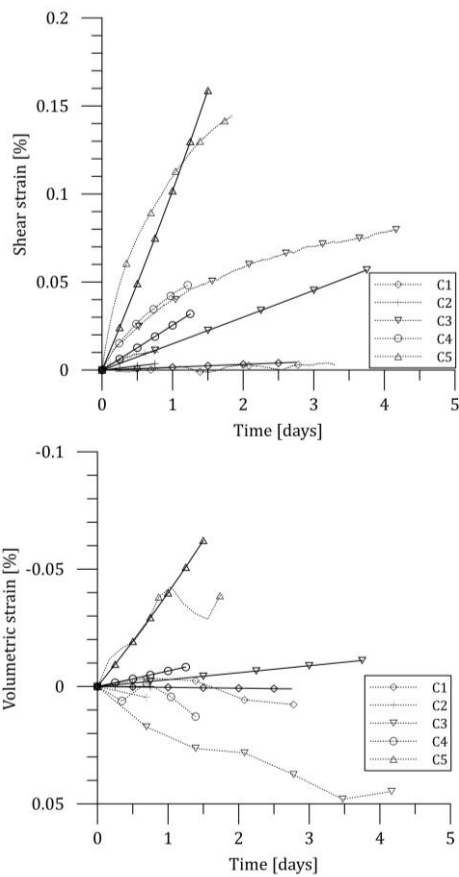 0.2
0.15
0.1
0.05
0
Shear strain [%]
C1
C2
C3
C4
C5
0 1 2 3 4 5
Time [days]
-0.1
-0.05
0
0.05
Volumetric strain [%]
C1
C2
C3
C4
C5
0 1 2 3 4 5
Time [days]